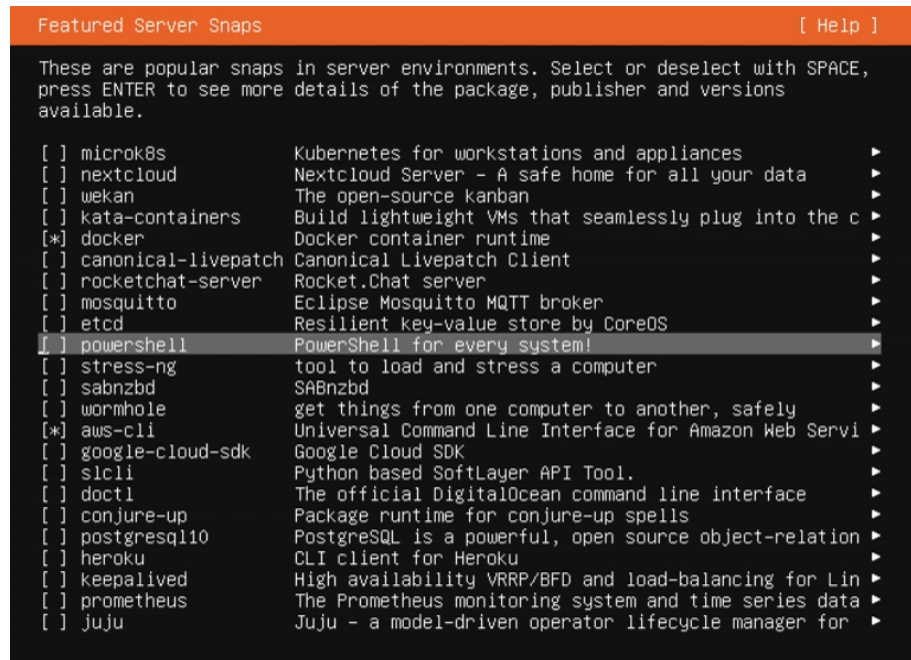 Featured Server Snaps [ Help ]
These are popular snaps in server environments. Select or deselect with SPACE,
press ENTER to see more details of the package, publisher and versions
available.
[ ] microk8s Kubernetes for workstations and appliances ►
[ ] nextcloud Nextcloud Server – A safe home for all your data ►
[ ] wekan The open-source kanban ►
[ ] kata-containers Build lightweight VMs that seamlessly plug into the c ►
[*] docker Docker container runtime ►
[ ] canonical-livepatch Canonical Livepatch Client ►
[ ] rocketchat-server Rocket.Chat server ►
[ ] mosquitto Eclipse Mosquitto MQTT broker ►
[ ] etcd Resilient key-value store by CoreOS ►
[ ] powershell PowerShell for every system! ►
[ ] stress-ng tool to load and stress a computer ►
[ ] sabnzbd SABnzbd ►
[ ] wormhole get things from one computer to another, safely ►
[*] aws-cli Universal Command Line Interface for Amazon Web Servi ►
[ ] google-cloud-sdk Google Cloud SDK ►
[ ] slcli Python based SoftLayer API Tool. ►
[ ] doctl The official DigitalOcean command line interface ►
[ ] conjure-up Package runtime for conjure-up spells ►
[ ] postgresql10 PostgreSQL is a powerful, open source object-relation ►
[ ] heroku CLI client for Heroku ►
[ ] keepalived High availability VRRP/BFD and load-balancing for Lin ►
[ ] prometheus The Prometheus monitoring system and time series data ►
[ ] juju Juju – a model-driven operator lifecycle manager for ►